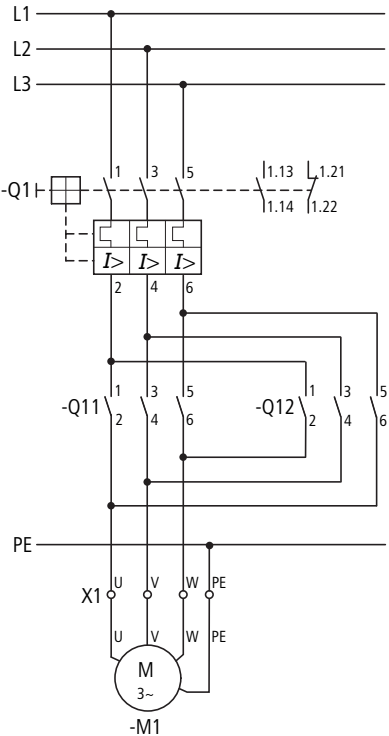 L1
L2
L3
1 3 5 1.13 1.21
-Q1
1.14 1.22
I> I> I>
2 4 6
1 3 5 1 3 5
-Q11 -Q12
2 4 6 2 4 6
PE
U V W PE
X1
U V W PE
M
3~
-M1